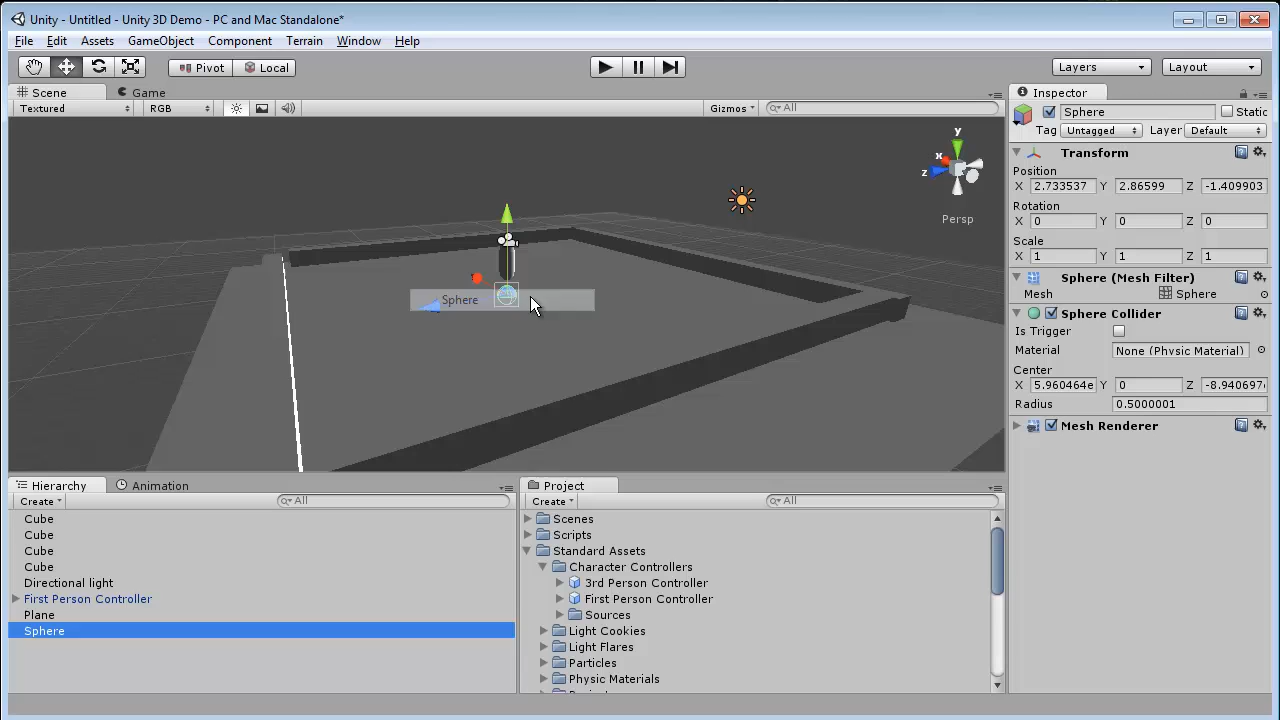 Unity - Untitled - Unity 3D Demo - PC and Mac Standalone*
File Edit Assets GameObject Component Terrain Window Help
Pivot Local Layers Layout
Scene Game
Textured RGB Gizmos All
y
x
z
Persp
Sphere
Inspector
Sphere Static
Tag Untagged Layer Default
Transform
Position
X 2.733537 Y 2.86599 Z -1.409903
Rotation
X 0 Y 0 Z 0
Scale
X 1 Y 1 Z 1
Sphere (Mesh Filter)
Mesh Sphere
Sphere Collider
Is Trigger
Material None (Physic Material)
Center
X 5.960464e Y 0 Z -8.940697
Radius 0.5000001
Mesh Renderer
Hierarchy Animation
Create All
Cube
Cube
Cube
Cube
Directional light
First Person Controller
Plane
Sphere
Project
Create All
Scenes
Scripts
Standard Assets
Character Controllers
3rd Person Controller
First Person Controller
Sources
Light Cookies
Light Flares
Particles
Physic Materials